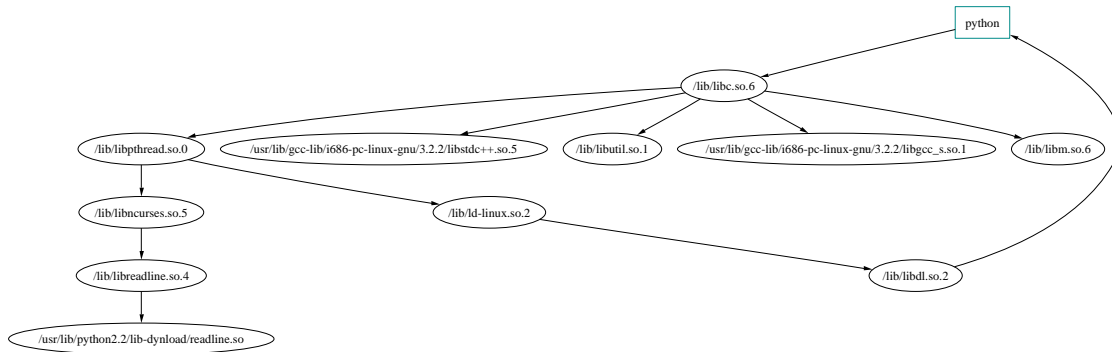 python
/lib/libc.so.6
/lib/libpthread.so.0
/usr/lib/gcc-lib/i686-pc-linux-gnu/3.2.2/libstdc++.so.5
/lib/libutil.so.1
/usr/lib/gcc-lib/i686-pc-linux-gnu/3.2.2/libgcc_s.so.1
/lib/libm.so.6
/lib/libncurses.so.5
/lib/ld-linux.so.2
/lib/libreadline.so.4
/lib/libdl.so.2
/usr/lib/python2.2/lib-dynload/readline.so